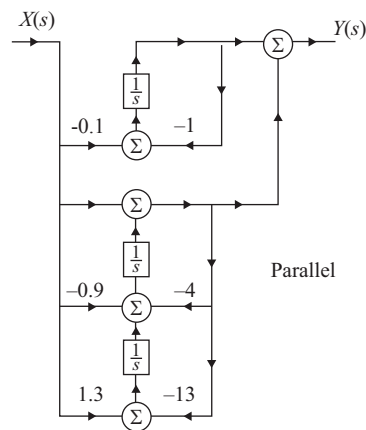 X(s)
Σ
Y(s)
1/s
-0.1
Σ
–1
Σ
1/s
Parallel
–0.9
Σ
–4
1/s
1.3
Σ
–13